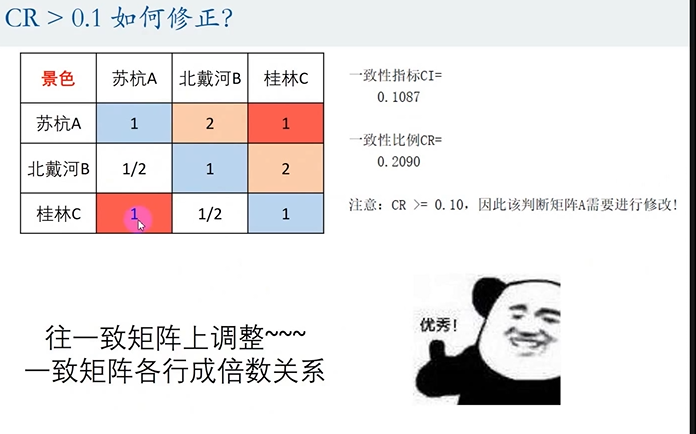 CR > 0.1 如何修正?
景色 苏杭A 北戴河B 桂林C
苏杭A 1 2 1
北戴河B 1/2 1 2
桂林C 1 1/2 1
一致性指标CI=
0.1087
一致性比例CR=
0.2090
注意：CR >= 0.10，因此该判断矩阵A需要进行修改!
优秀！
往一致矩阵上调整~~~
一致矩阵各行成倍数关系